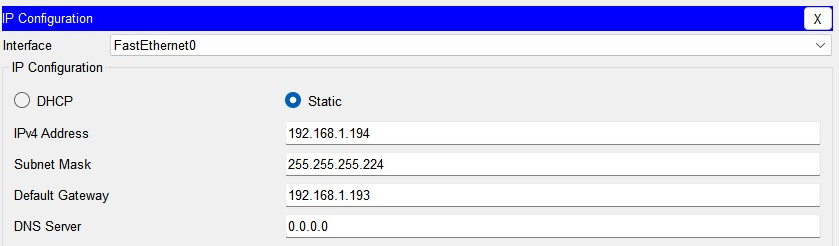 IP Configuration X
Interface FastEthernet0
IP Configuration
DHCP Static
IPv4 Address 192.168.1.194
Subnet Mask 255.255.255.224
Default Gateway 192.168.1.193
DNS Server 0.0.0.0